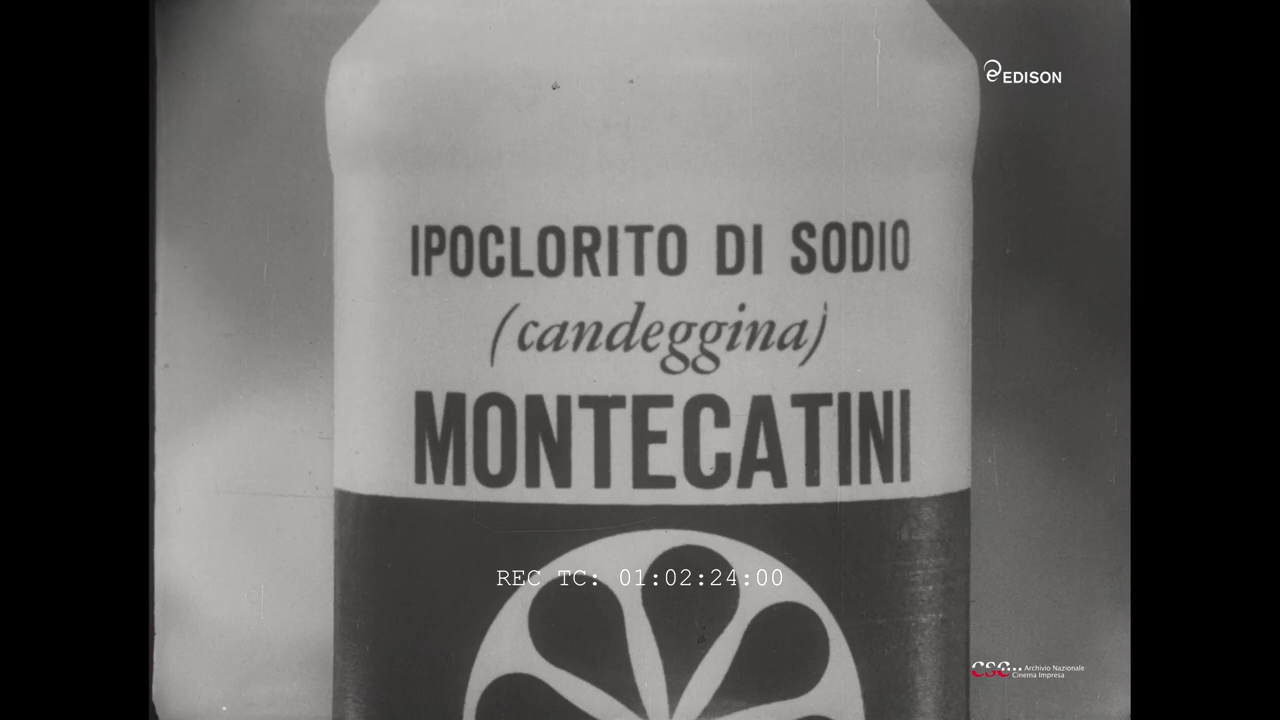 EDISON
IPOCLORITO DI SODIO
(candeggina)
MONTECATINI
REC TC: 01:02:24:00
csc Archivio Nazionale
Cinema Impresa